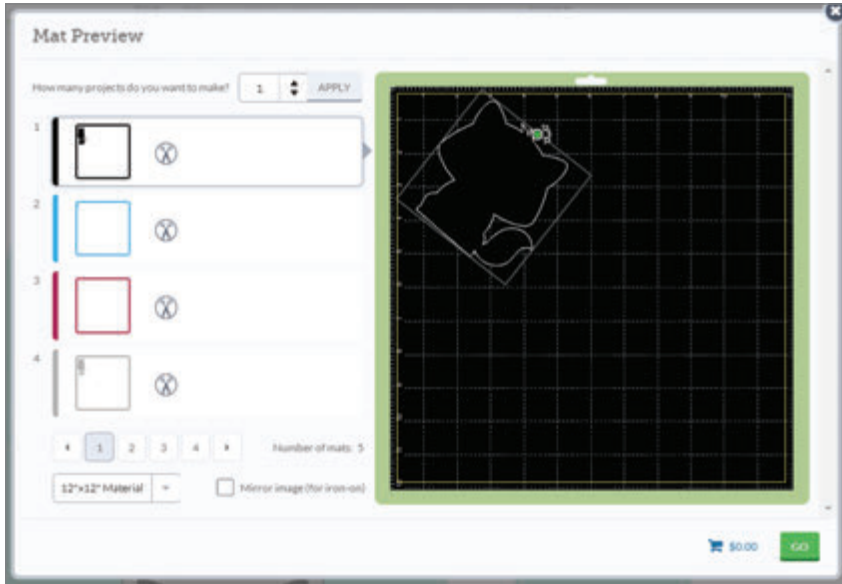 Mat Preview
How many projects do you want to make? 1 APPLY
1
2
3
4
1 2 3 4 Number of mats: 5
12"x12" Material
Mirror image (for iron-on)
$0.00 GO